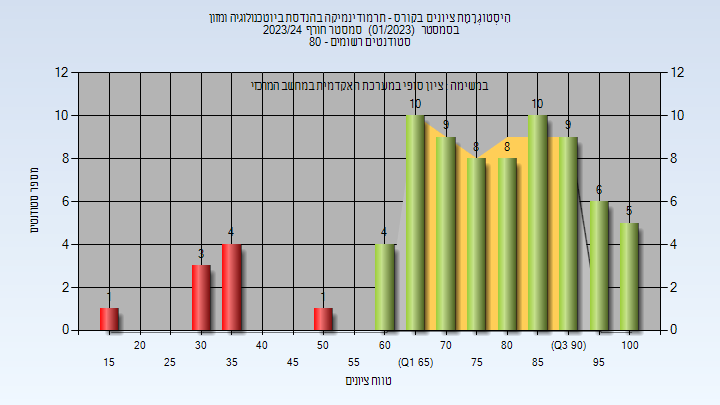 היסטוגרמת ציונים בקורס - תרמודינמיקה בהנדסת ביוטכנולוגיה ומזון
בסמסטר (01/2023) סמסטר חורף 2023/24
סטודנטים רשומים - 80
במשימה : ציון סופי במערכת האקדמית במחשב המרכזי
12 12
10 10
8 8
6 6
4 4
2 2
0 0
1 3 4 1 4 10 9 8 8 10 9 6 5
מספר סטודנטים
20 30 40 50 60 70 80 (Q3 90) 100
15 25 35 45 55 (Q1 65) 75 85 95
טווח ציונים